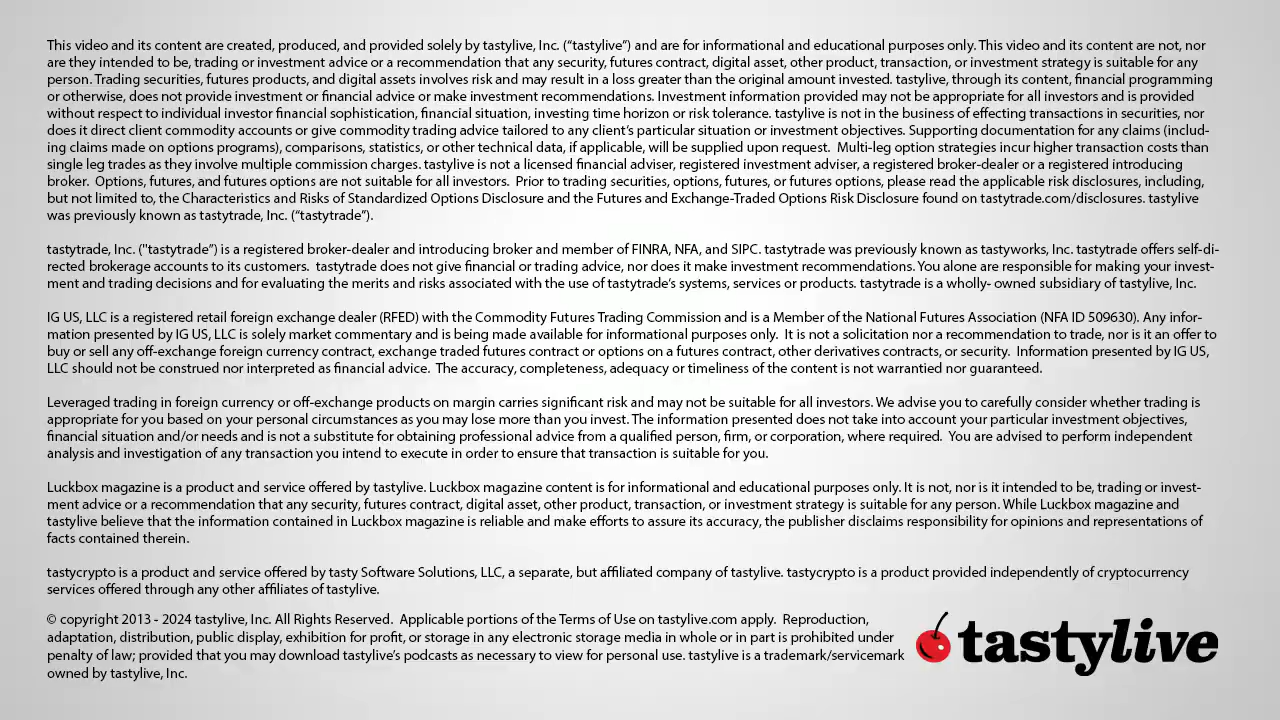 This video and its content are created, produced, and provided solely by tastylive, Inc. (“tastylive”) and are for informational and educational purposes only. This video and its content are not, nor
are they intended to be, trading or investment advice or a recommendation that any security, futures contract, digital asset, other product, transaction, or investment strategy is suitable for any
person. Trading securities, futures products, and digital assets involves risk and may result in a loss greater than the original amount invested. tastylive, through its content, financial programming
or otherwise, does not provide investment or financial advice or make investment recommendations. Investment information provided may not be appropriate for all investors and is provided
without respect to individual investor financial sophistication, financial situation, investing time horizon or risk tolerance. tastylive is not in the business of effecting transactions in securities, nor
does it direct client commodity accounts or give commodity trading advice tailored to any client’s particular situation or investment objectives. Supporting documentation for any claims (includ-
ing claims made on options programs), comparisons, statistics, or other technical data, if applicable, will be supplied upon request.  Multi-leg option strategies incur higher transaction costs than
single leg trades as they involve multiple commission charges. tastylive is not a licensed financial adviser, registered investment adviser, a registered broker-dealer or a registered introducing
broker.  Options, futures, and futures options are not suitable for all investors.  Prior to trading securities, options, futures, or futures options, please read the applicable risk disclosures, including,
but not limited to, the Characteristics and Risks of Standardized Options Disclosure and the Futures and Exchange-Traded Options Risk Disclosure found on tastytrade.com/disclosures. tastylive
was previously known as tastytrade, Inc. (“tastytrade”).
tastytrade, Inc. ("tastytrade”) is a registered broker-dealer and introducing broker and member of FINRA, NFA, and SIPC. tastytrade was previously known as tastyworks, Inc. tastytrade offers self-di-
rected brokerage accounts to its customers.  tastytrade does not give financial or trading advice, nor does it make investment recommendations. You alone are responsible for making your invest-
ment and trading decisions and for evaluating the merits and risks associated with the use of tastytrade’s systems, services or products. tastytrade is a wholly- owned subsidiary of tastylive, Inc.
IG US, LLC is a registered retail foreign exchange dealer (RFED) with the Commodity Futures Trading Commission and is a Member of the National Futures Association (NFA ID 509630). Any infor-
mation presented by IG US, LLC is solely market commentary and is being made available for informational purposes only.  It is not a solicitation nor a recommendation to trade, nor is it an offer to
buy or sell any off-exchange foreign currency contract, exchange traded futures contract or options on a futures contract, other derivatives contracts, or security.  Information presented by IG US,
LLC should not be construed nor interpreted as financial advice.  The accuracy, completeness, adequacy or timeliness of the content is not warrantied nor guaranteed.
Leveraged trading in foreign currency or off-exchange products on margin carries significant risk and may not be suitable for all investors. We advise you to carefully consider whether trading is
appropriate for you based on your personal circumstances as you may lose more than you invest. The information presented does not take into account your particular investment objectives,
financial situation and/or needs and is not a substitute for obtaining professional advice from a qualified person, firm, or corporation, where required.  You are advised to perform independent
analysis and investigation of any transaction you intend to execute in order to ensure that transaction is suitable for you.
Luckbox magazine is a product and service offered by tastylive. Luckbox magazine content is for informational and educational purposes only. It is not, nor is it intended to be, trading or invest-
ment advice or a recommendation that any security, futures contract, digital asset, other product, transaction, or investment strategy is suitable for any person. While Luckbox magazine and
tastylive believe that the information contained in Luckbox magazine is reliable and make efforts to assure its accuracy, the publisher disclaims responsibility for opinions and representations of
facts contained therein.
tastycrypto is a product and service offered by tasty Software Solutions, LLC, a separate, but affiliated company of tastylive. tastycrypto is a product provided independently of cryptocurrency
services offered through any other affiliates of tastylive.
© copyright 2013 - 2024 tastylive, Inc. All Rights Reserved.  Applicable portions of the Terms of Use on tastylive.com apply.  Reproduction,
adaptation, distribution, public display, exhibition for profit, or storage in any electronic storage media in whole or in part is prohibited under
penalty of law; provided that you may download tastylive’s podcasts as necessary to view for personal use. tastylive is a trademark/servicemark
owned by tastylive, Inc.
tastylive